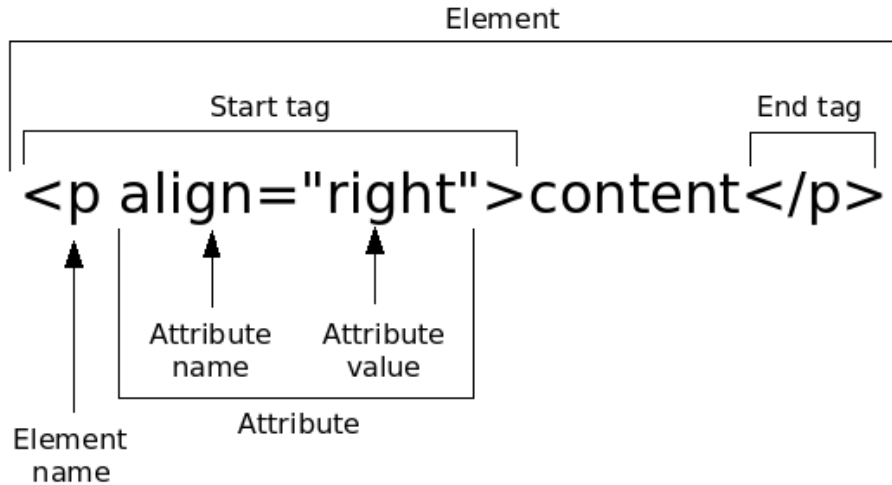 Element
Start tag
End tag
<p align="right">content</p>
Attribute
name
Attribute
value
Attribute
Element
name